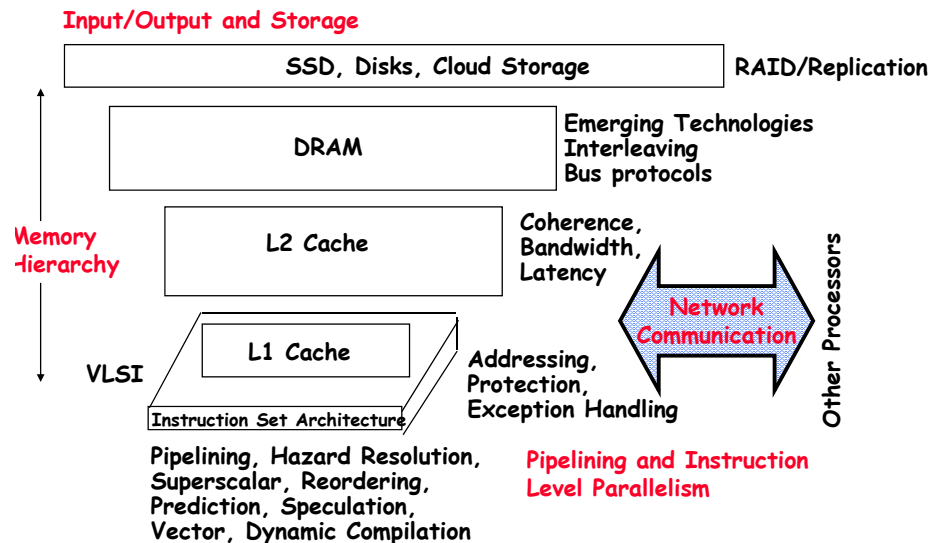 Input/Output and Storage
SSD, Disks, Cloud Storage
RAID/Replication
DRAM
Emerging Technologies
Interleaving
Bus protocols
Memory
Hierarchy
L2 Cache
Coherence,
Bandwidth,
Latency
Network
Communication
Other Processors
L1 Cache
VLSI
Addressing,
Protection,
Exception Handling
Instruction Set Architecture
Pipelining, Hazard Resolution,
Superscalar, Reordering,
Prediction, Speculation,
Vector, Dynamic Compilation
Pipelining and Instruction
Level Parallelism